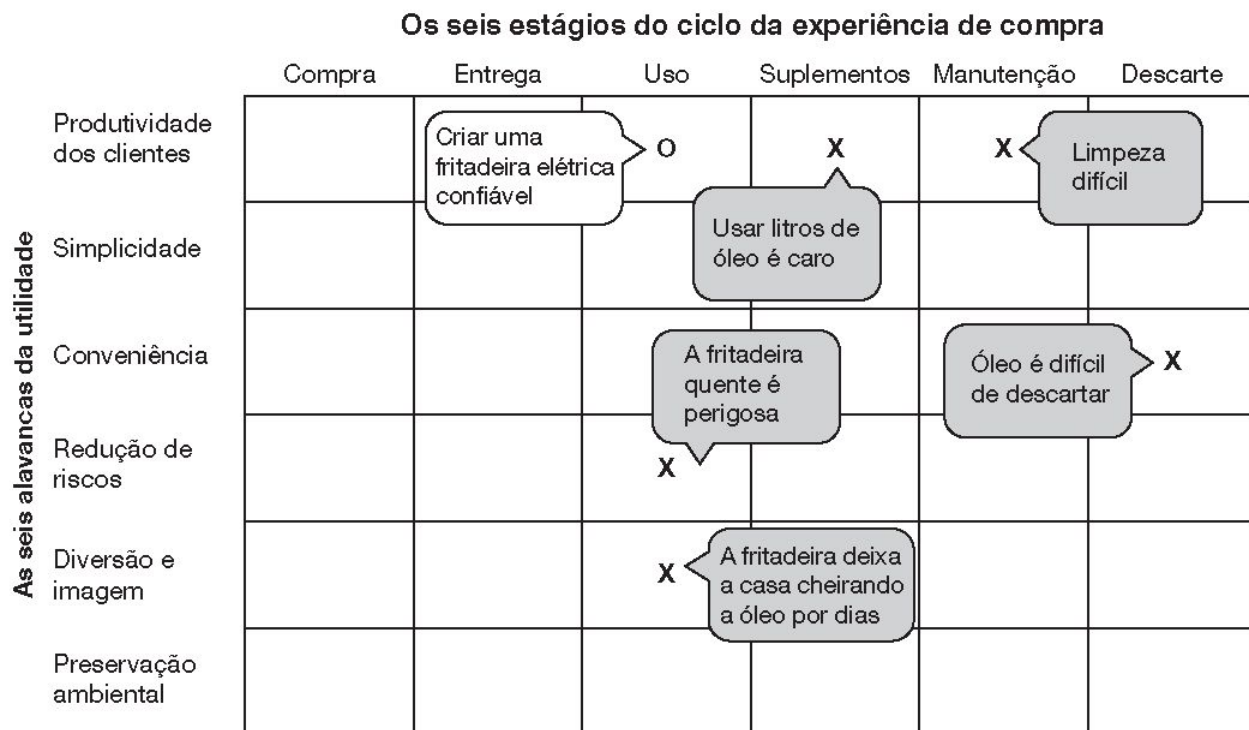 Os seis estágios do ciclo da experiência de compra
Compra Entrega Uso Suplementos Manutenção Descarte
As seis alavancas da utilidade
Produtividade
dos clientes
Criar uma
fritadeira elétrica
confiável
O
X
Usar litros de
óleo é caro
X
Limpeza
difícil
Simplicidade
Conveniência
A fritadeira
quente é
perigosa
Óleo é difícil
de descartar
X
Redução de
riscos
X
Diversão e
imagem
X
A fritadeira deixa
a casa cheirando
a óleo por dias
Preservação
ambiental